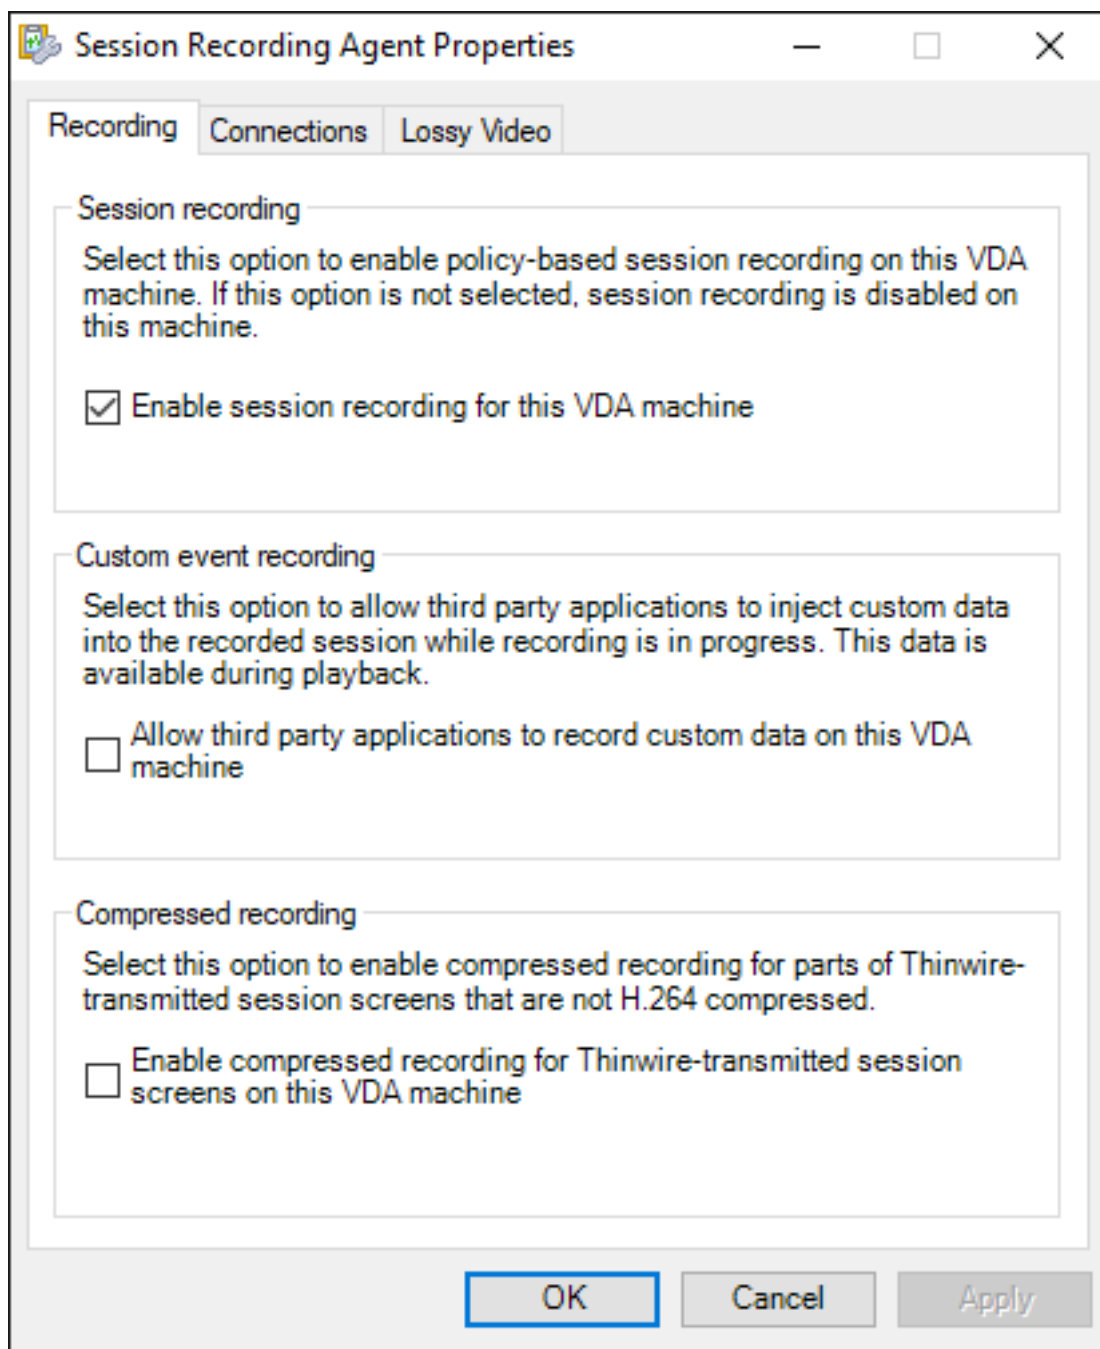 Session Recording Agent Properties
Recording
Connections
Lossy Video
Session recording
Select this option to enable policy-based session recording on this VDA
machine. If this option is not selected, session recording is disabled on
this machine.
Enable session recording for this VDA machine
Custom event recording
Select this option to allow third party applications to inject custom data
into the recorded session while recording is in progress. This data is
available during playback.
Allow third party applications to record custom data on this VDA
machine
Compressed recording
Select this option to enable compressed recording for parts of Thinwire-
transmitted session screens that are not H.264 compressed.
Enable compressed recording for Thinwire-transmitted session
screens on this VDA machine
OK
Cancel
Apply